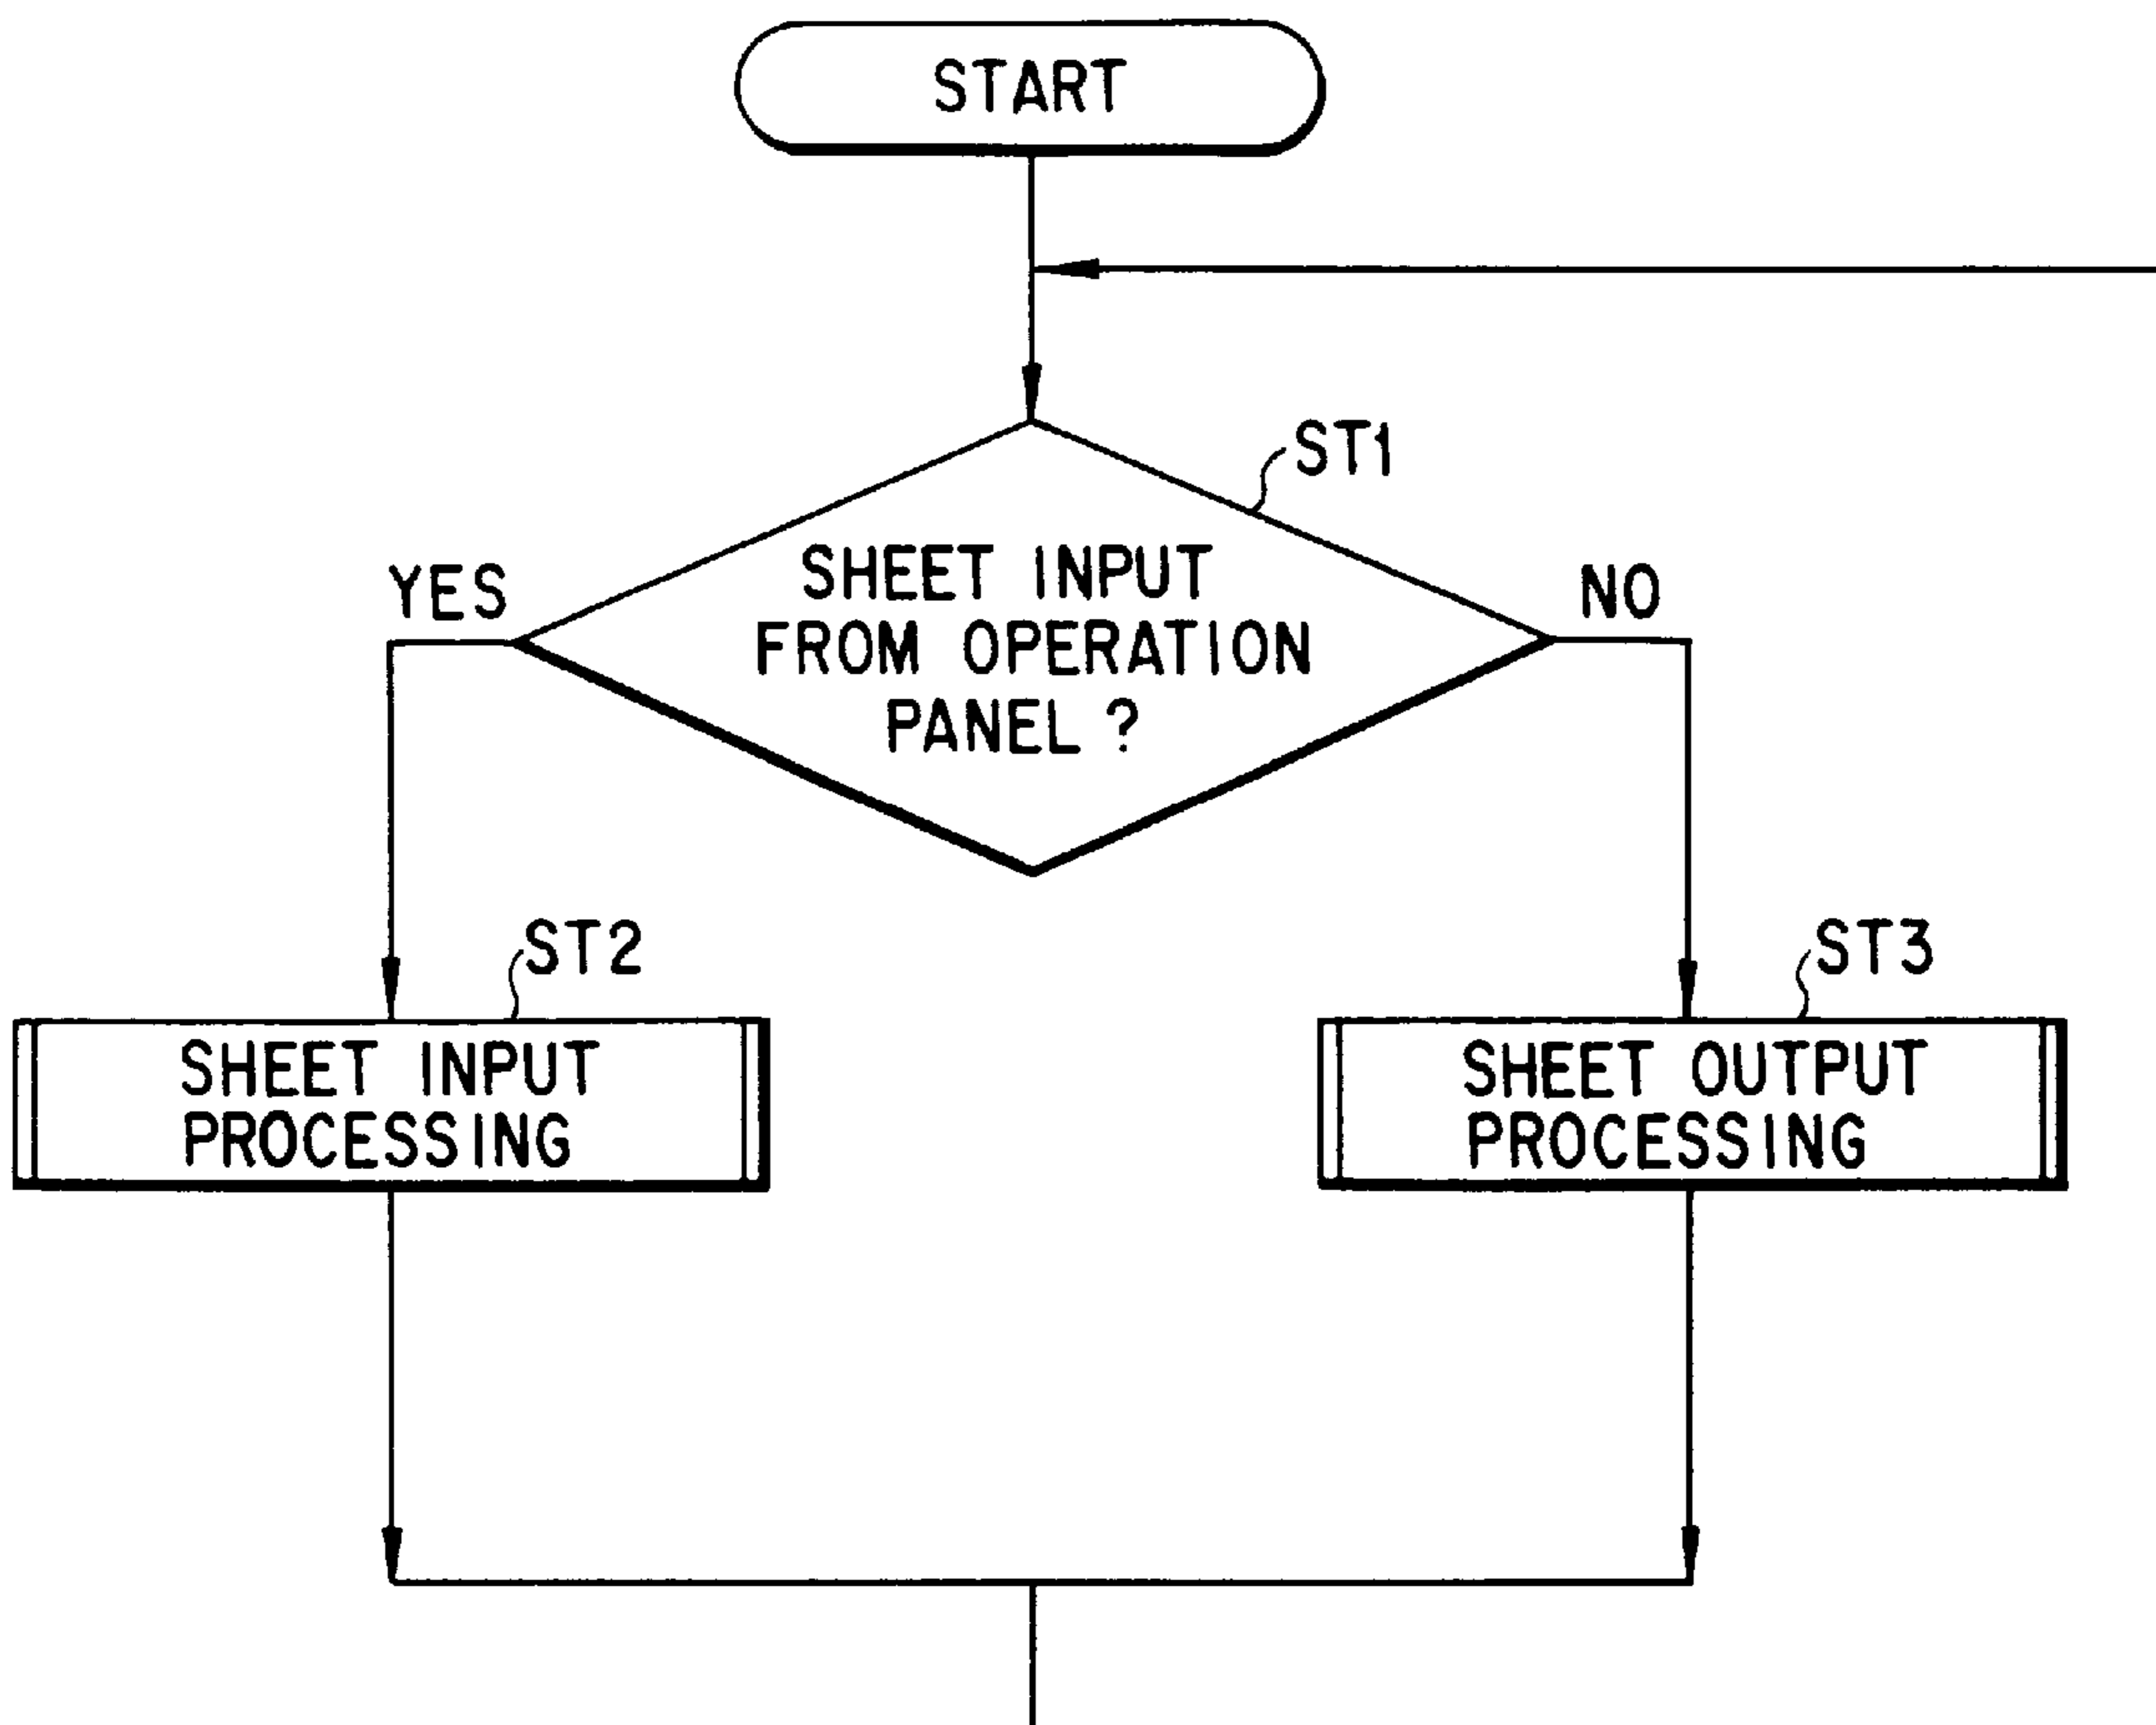 START
ST1
SHEET INPUT
FROM OPERATION
PANEL ?
YES
NO
ST2
SHEET INPUT
PROCESSING
ST3
SHEET OUTPUT
PROCESSING